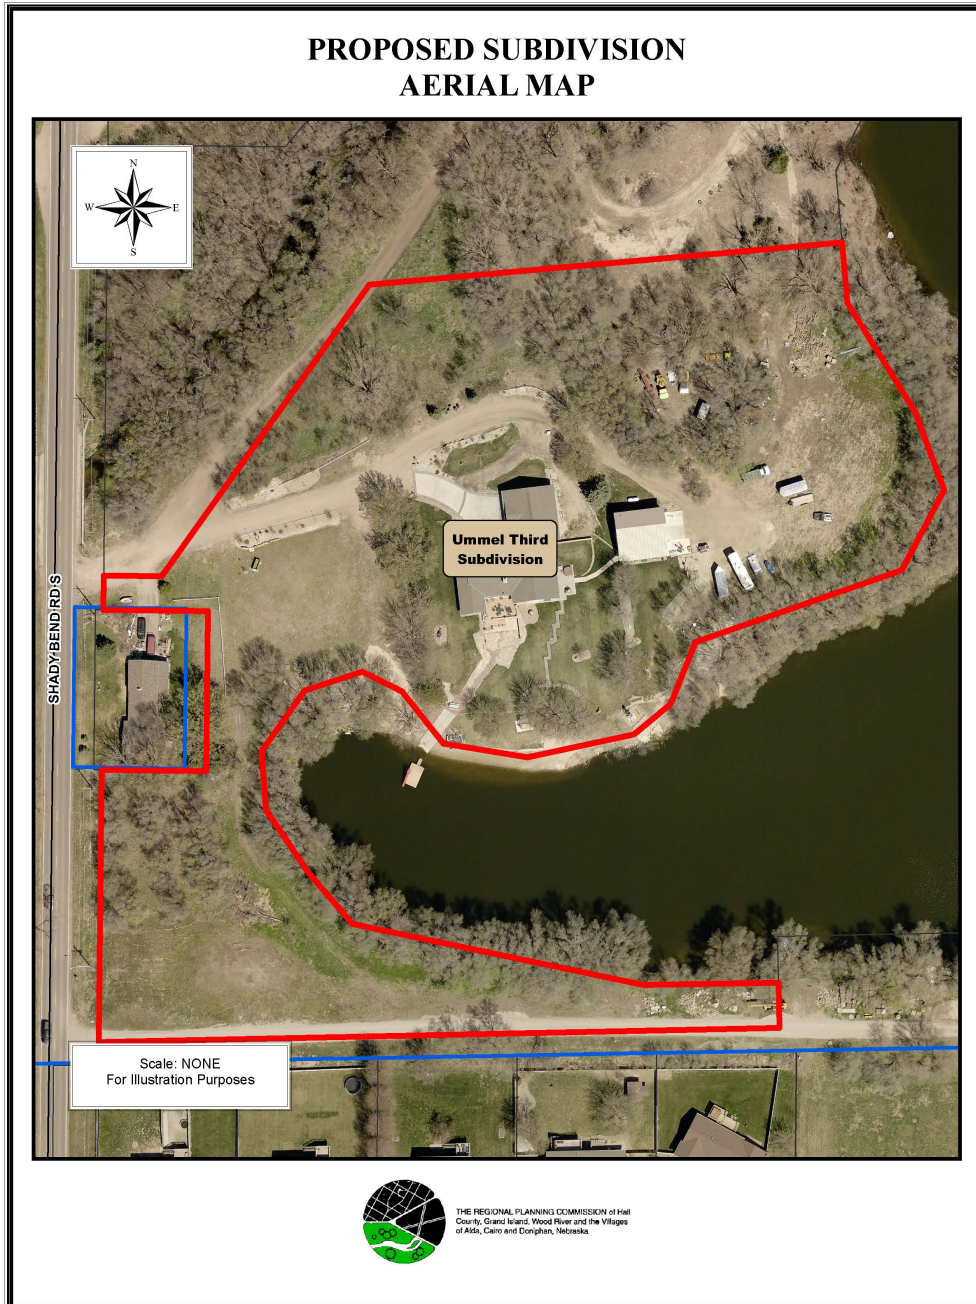 PROPOSED SUBDIVISION
AERIAL MAP
N
W
E
S
SHADY BEND RD S
Ummel Third
Subdivision
Scale: NONE
For Illustration Purposes
THE REGIONAL PLANNING COMMISSION of Hall
County, Grand Island, Wood River and the Villages
of Alda, Cairo and Doniphan, Nebraska